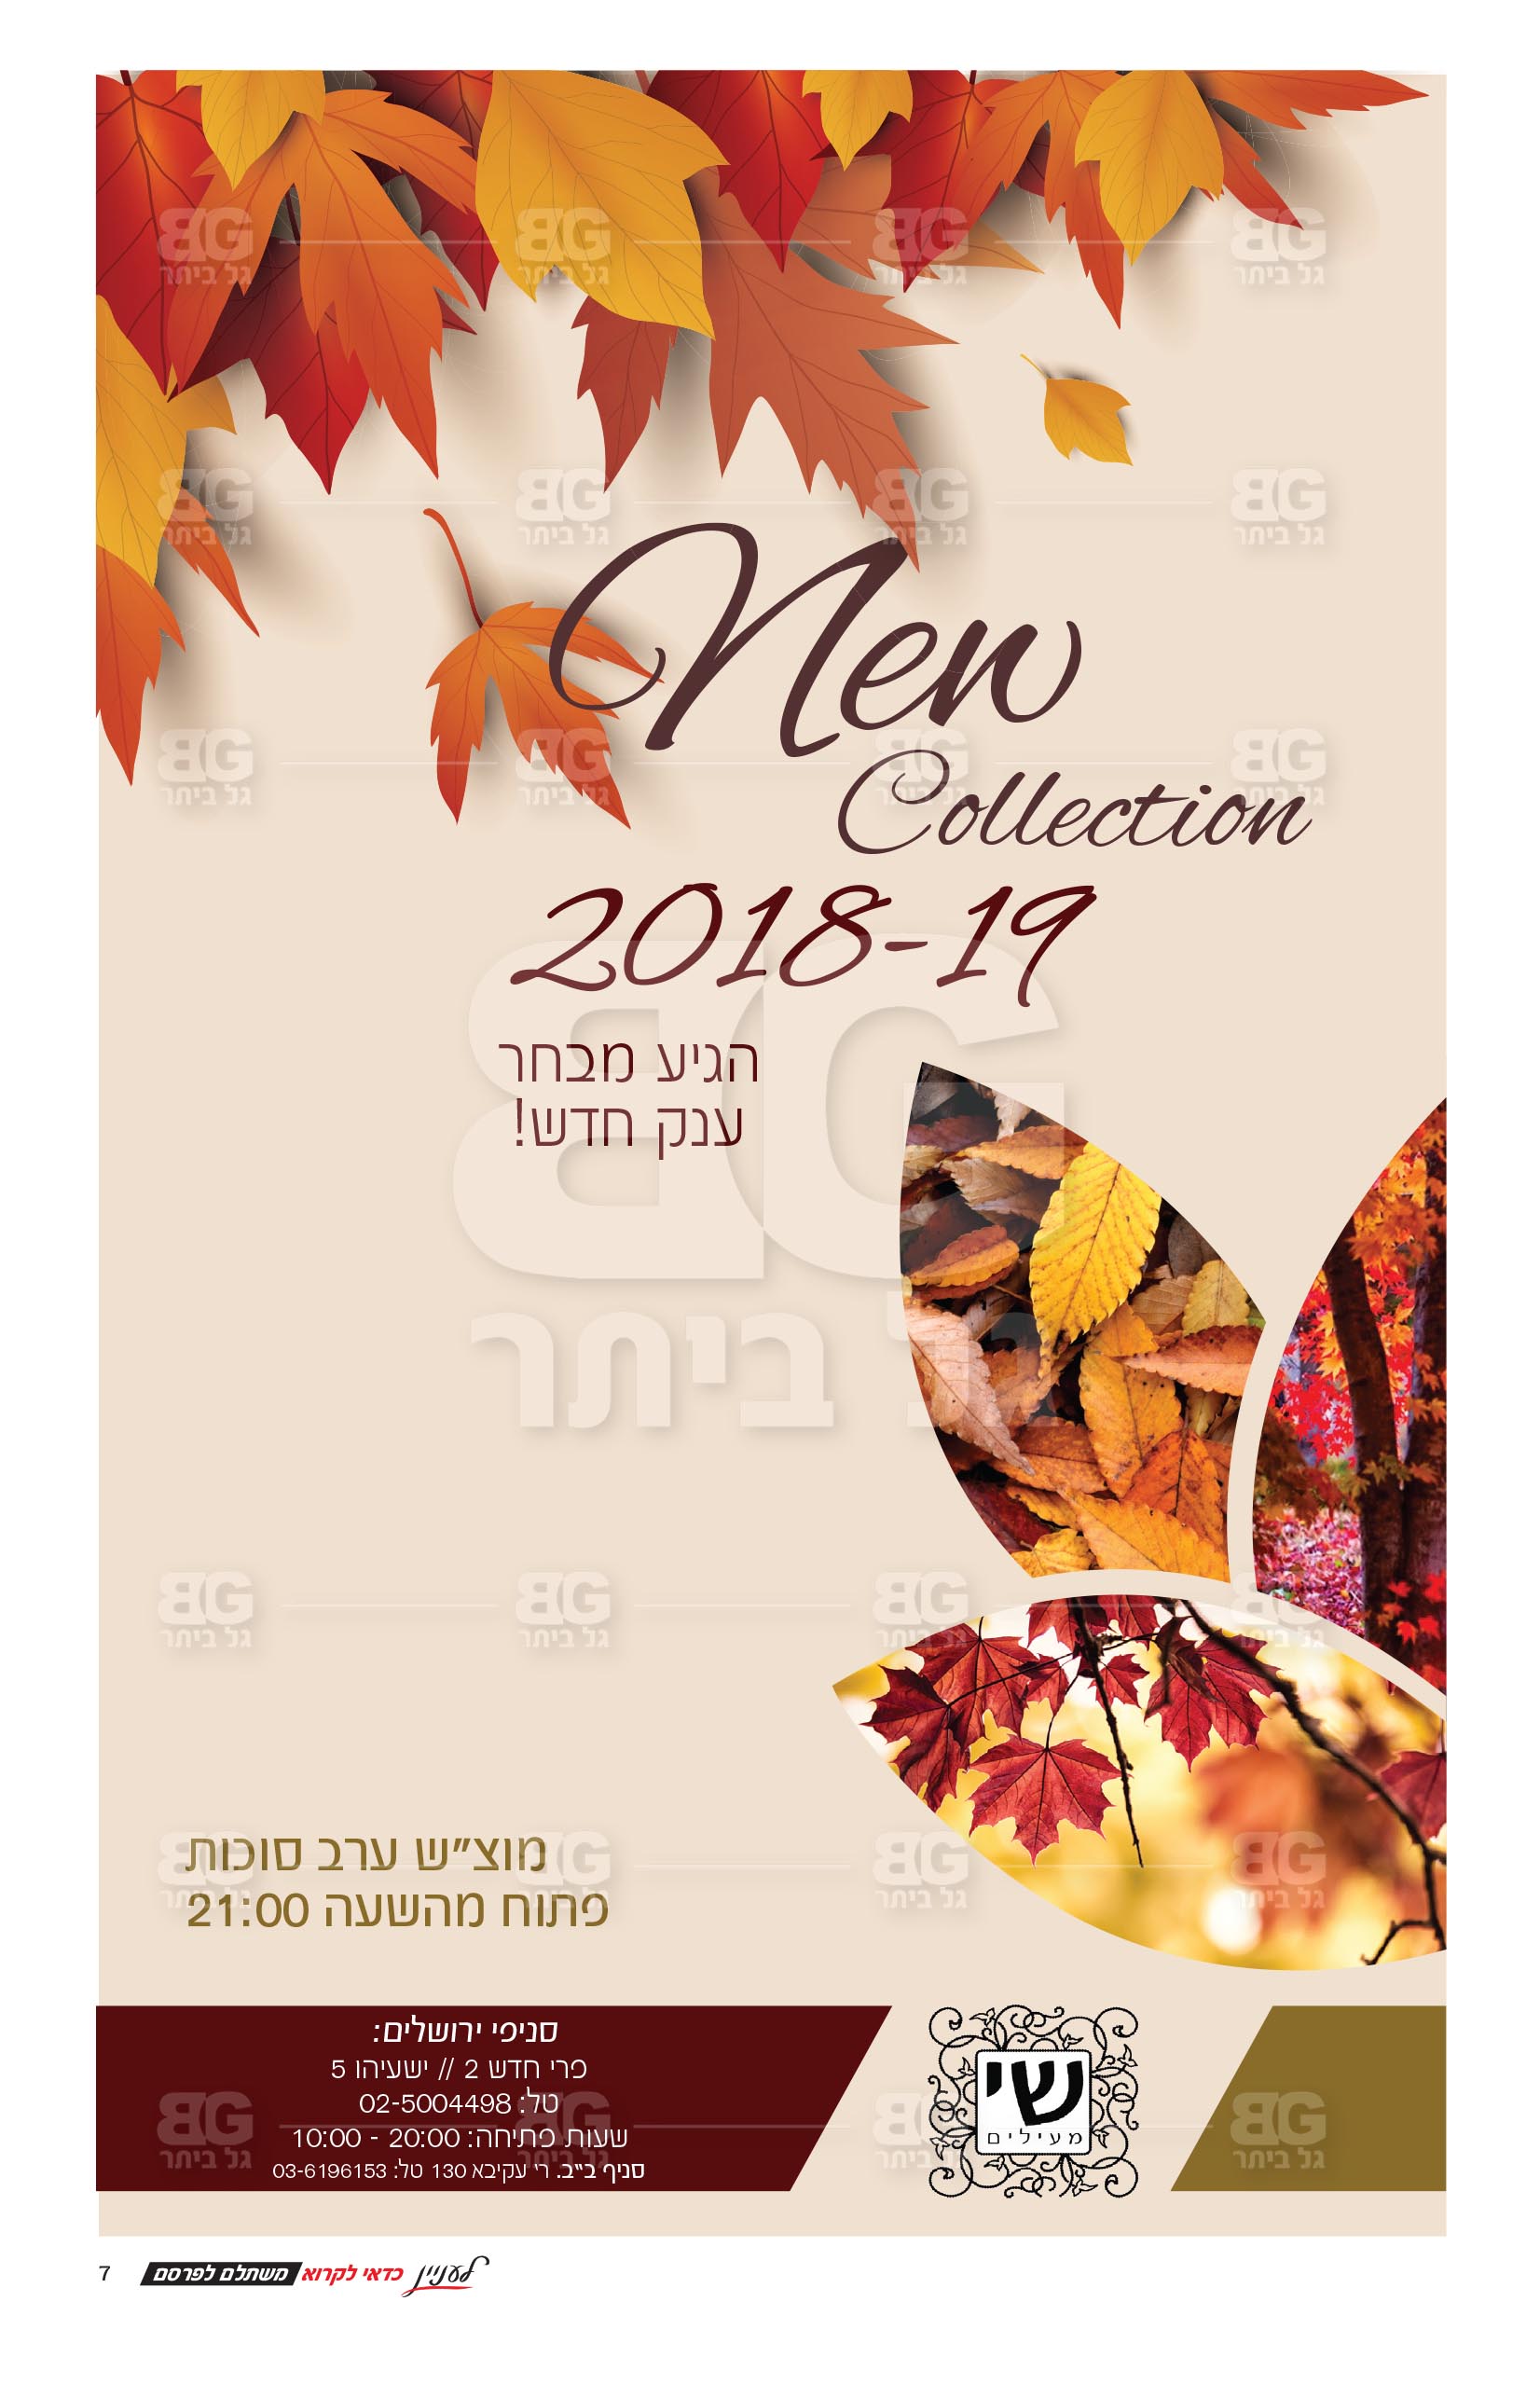 New
Collection
2018-19
הגיע מבחר
ענק חדש!
BG
גל ביתר
מוצ"ש ערב סוכות
פתוח מהשעה 21:00
סניפי ירושלים:
פרי חדש 2 // ישעיהו 5
טל: 02-5004498
שעות פתיחה: 20:00 - 10:00
סניף ב"ב. ר' עקיבא 130 טל: 03-6196153
שי
מעילים
לעניין כדאי לקרוא משתלם לפרסם 7